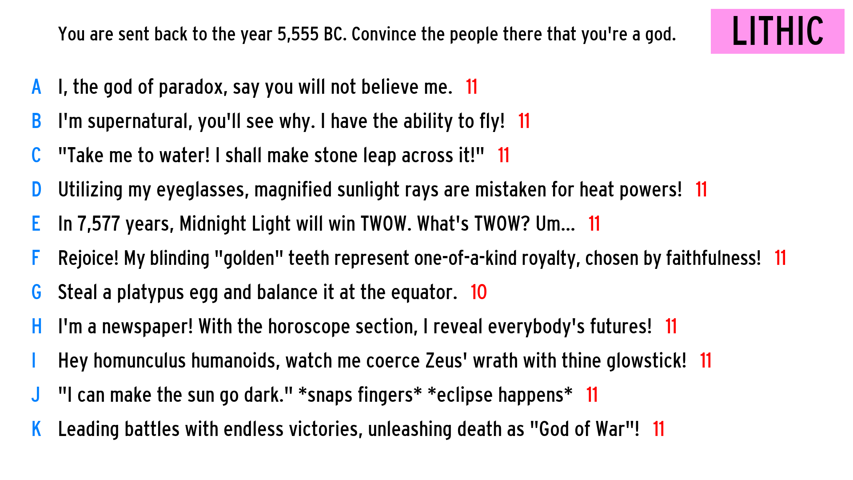 You are sent back to the year 5,555 BC. Convince the people there that you're a god.
LITHIC
A I, the god of paradox, say you will not believe me. 11
B I'm supernatural, you'll see why. I have the ability to fly! 11
C "Take me to water! I shall make stone leap across it!" 11
D Utilizing my eyeglasses, magnified sunlight rays are mistaken for heat powers! 11
E In 7,577 years, Midnight Light will win TWOW. What's TWOW? Um... 11
F Rejoice! My blinding "golden" teeth represent one-of-a-kind royalty, chosen by faithfulness! 11
G Steal a platypus egg and balance it at the equator. 10
H I'm a newspaper! With the horoscope section, I reveal everybody's futures! 11
I Hey homunculus humanoids, watch me coerce Zeus' wrath with thine glowstick! 11
J "I can make the sun go dark." *snaps fingers* *eclipse happens* 11
K Leading battles with endless victories, unleashing death as "God of War"! 11